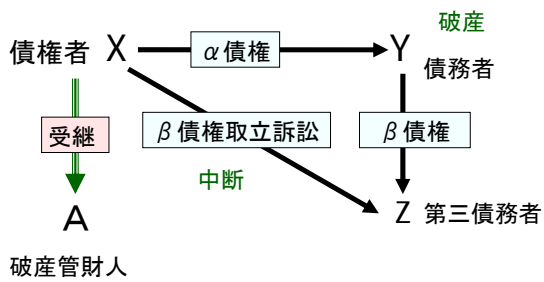 破産
債権者 X
α債権
Y
債務者
受継
β債権取立訴訟
β債権
中断
A
Z 第三債務者
破産管財人